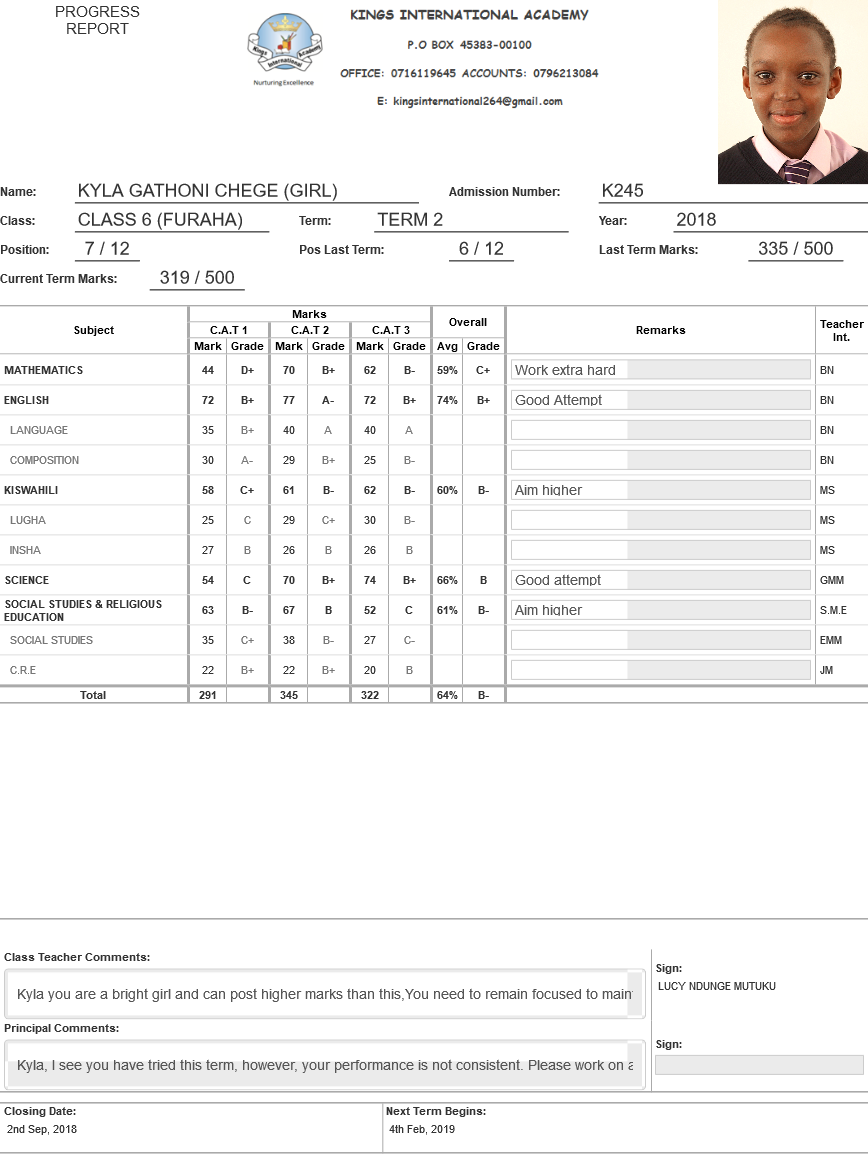 PROGRESS
REPORT
KINGS INTERNATIONAL ACADEMY
P.O BOX 45383-00100
OFFICE: 0716119645 ACCOUNTS: 0796213084
E: kingsinternational264@gmail.com
Kings International Academy
Nurturing Excellence
Name: KYLA GATHONI CHEGE (GIRL) Admission Number: K245
Class: CLASS 6 (FURAHA) Term: TERM 2 Year: 2018
Position: 7 / 12 Pos Last Term: 6 / 12 Last Term Marks: 335 / 500
Current Term Marks: 319 / 500
Subject Marks Overall Remarks Teacher Int.
C.A.T 1 C.A.T 2 C.A.T 3
Mark Grade Mark Grade Mark Grade Avg Grade
MATHEMATICS 44 D+ 70 B+ 62 B- 59% C+ Work extra hard BN
ENGLISH 72 B+ 77 A- 72 B+ 74% B+ Good Attempt BN
LANGUAGE 35 B+ 40 A 40 A BN
COMPOSITION 30 A- 29 B+ 25 B- BN
KISWAHILI 58 C+ 61 B- 62 B- 60% B- Aim higher MS
LUGHA 25 C 29 C+ 30 B- MS
INSHA 27 B 26 B 26 B MS
SCIENCE 54 C 70 B+ 74 B+ 66% B Good attempt GMM
SOCIAL STUDIES & RELIGIOUS
EDUCATION 63 B- 67 B 52 C 61% B- Aim higher S.M.E
SOCIAL STUDIES 35 C+ 38 B- 27 C- EMM
C.R.E 22 B+ 22 B+ 20 B JM
Total 291 345 322 64% B-
Class Teacher Comments:
Kyla you are a bright girl and can post higher marks than this,You need to remain focused to main
Sign:
LUCY NDUNGE MUTUKU
Principal Comments:
Kyla, I see you have tried this term, however, your performance is not consistent. Please work on a
Sign:
Closing Date: Next Term Begins:
2nd Sep, 2018 4th Feb, 2019